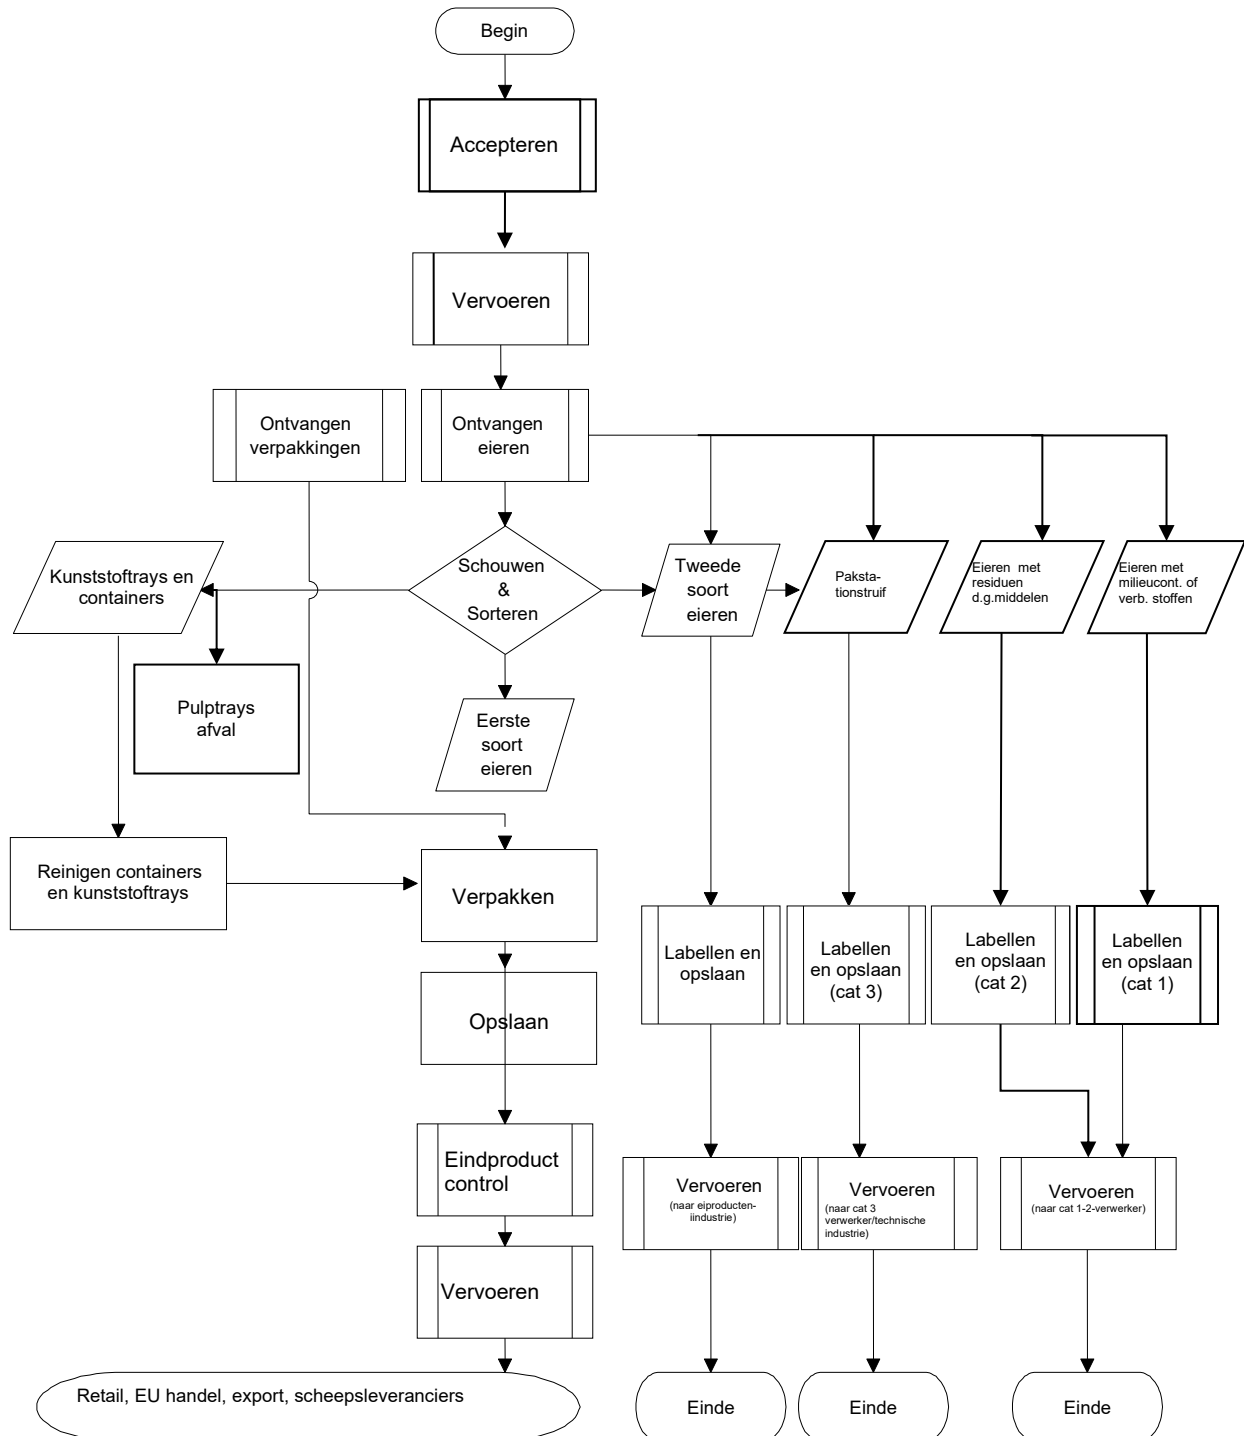 Begin
Accepteren
Vervoeren
Ontvangen
verpakkingen
Ontvangen
eieren
Schouwen
&
Sorteren
Kunststoftrays en
containers
Tweede
soort
eieren
Paksta-
tionstruif
Eieren met
residuen
d.g.middelen
Eieren met
milieucont. of
verb. stoffen
Pulptrays
afval
Eerste
soort
eieren
Reinigen containers
en kunststoftrays
Verpakken
Labellen en
opslaan
Labellen
en opslaan
(cat 3)
Labellen
en opslaan
(cat 2)
Labellen
en opslaan
(cat 1)
Opslaan
Eindproduct
control
Vervoeren
(naar eiproducten-
iindustrie)
Vervoeren
(naar cat 3
verwerker/technische
industrie)
Vervoeren
(naar cat 1-2-verwerker)
Vervoeren
Retail, EU handel, export, scheepsleveranciers
Einde
Einde
Einde